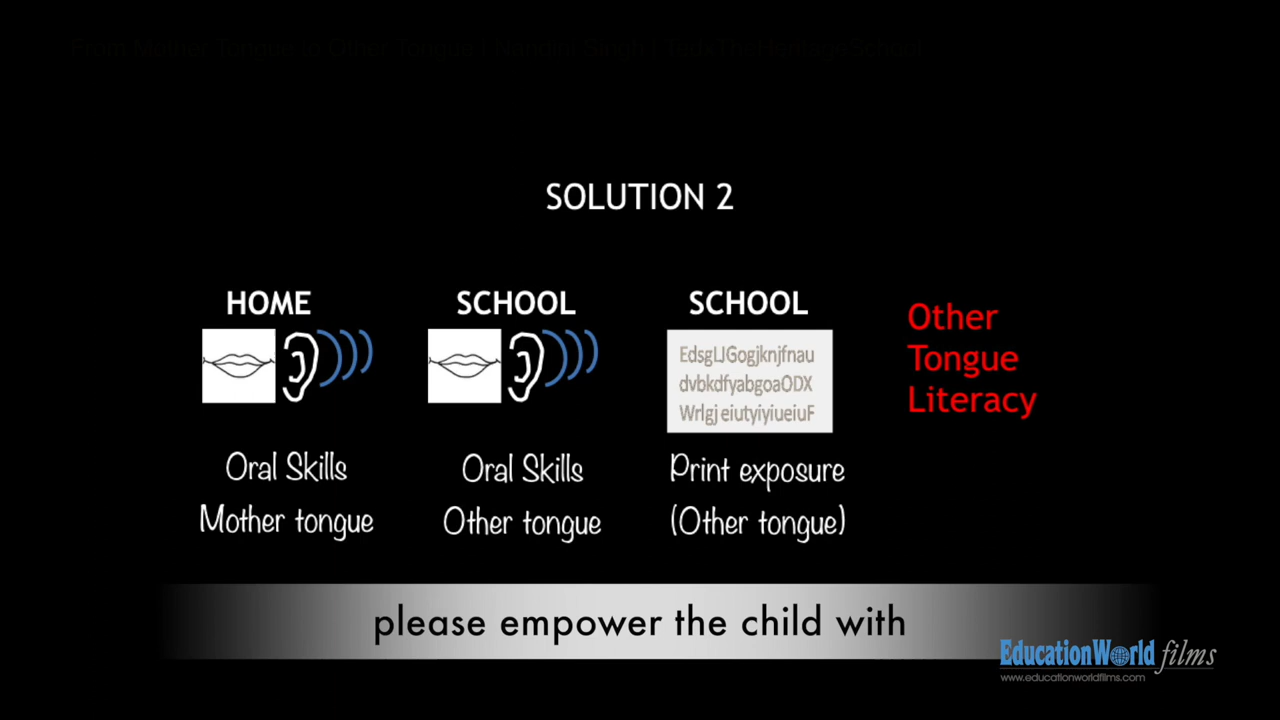 SOLUTION 2
HOME
Oral Skills
Mother tongue
SCHOOL
Oral Skills
Other tongue
SCHOOL
EdsgLJGogjknjfnau
dvbkdfyabgoaODX
Wrlgj eiutyiyiueiuF
Print exposure
(Other tongue)
Other
Tongue
Literacy
please empower the child with
EducationWorld films
www.educationworldfilms.com